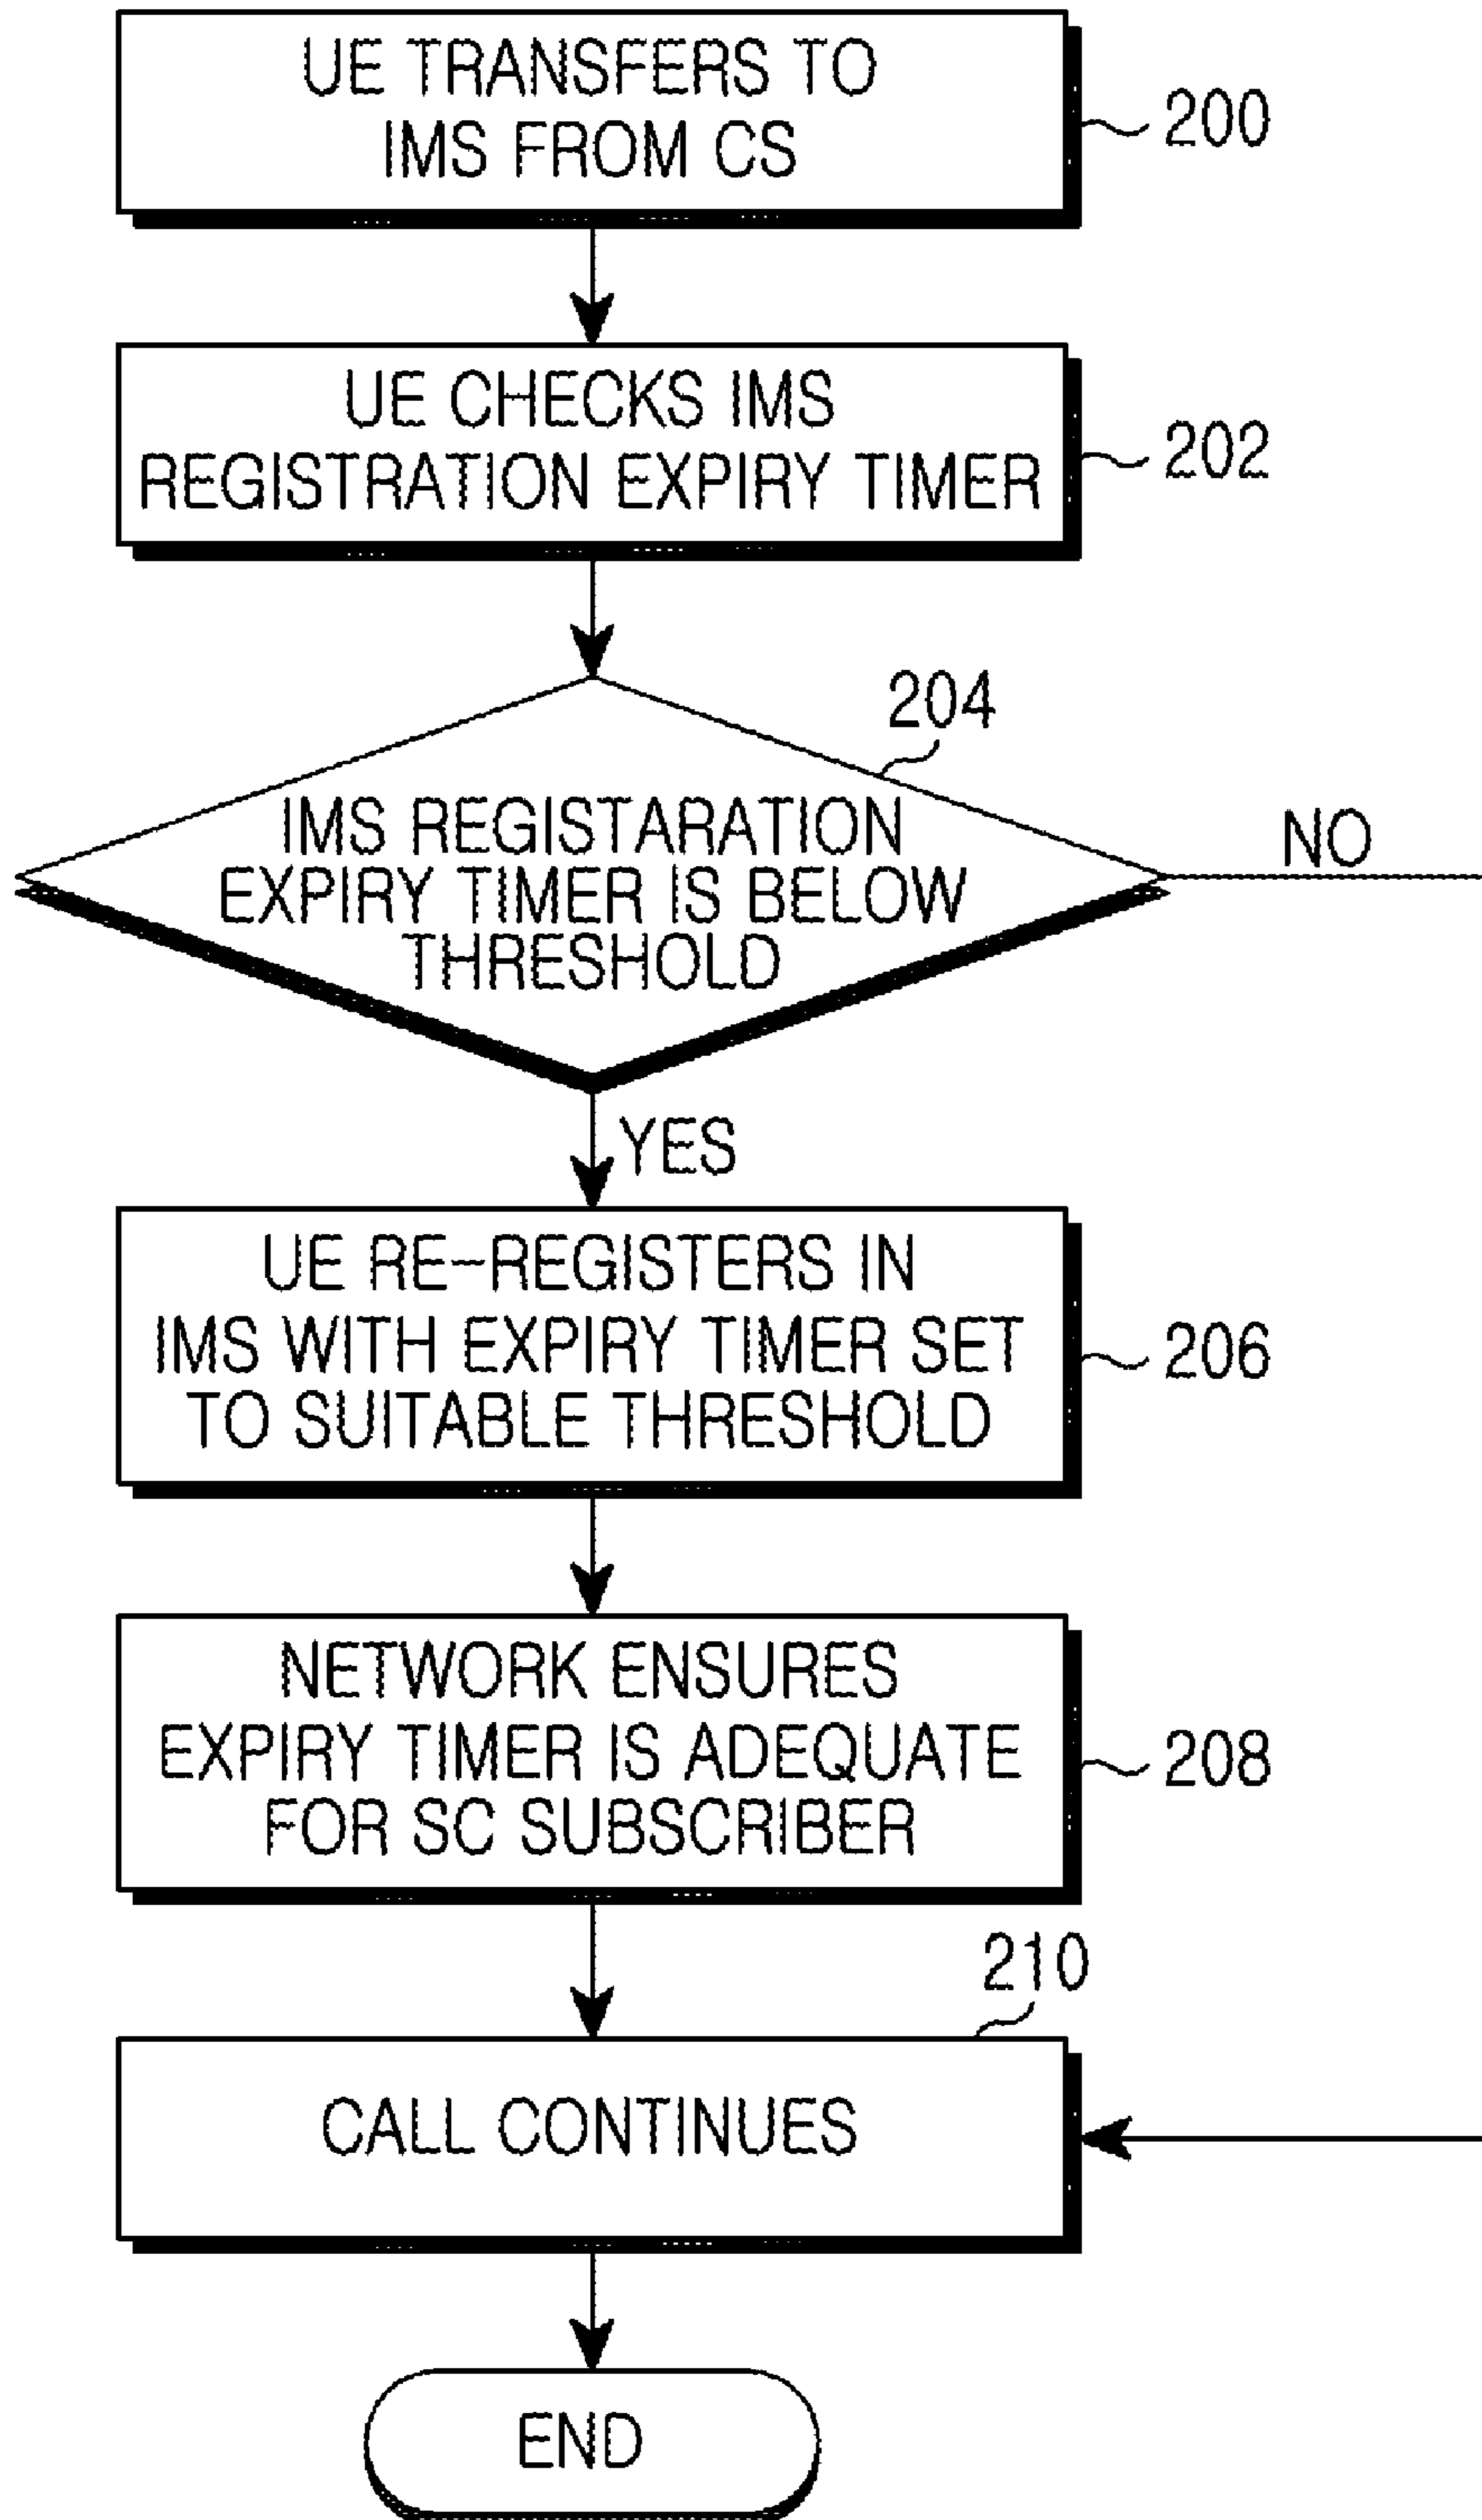 UE TRANSFERS TO
IMS FROM CS
200
UE CHECKS IMS
REGISTRATION EXPIRY TIMER
202
204
IMS REGISTARATION
EXPIRY TIMER IS BELOW
THRESHOLD
NO
YES
UE RE-REGISTERS IN
IMS WITH EXPIRY TIMER SET
TO SUITABLE THRESHOLD
206
NETWORK ENSURES
EXPIRY TIMER IS ADEQUATE
FOR SC SUBSCRIBER
208
210
CALL CONTINUES
END